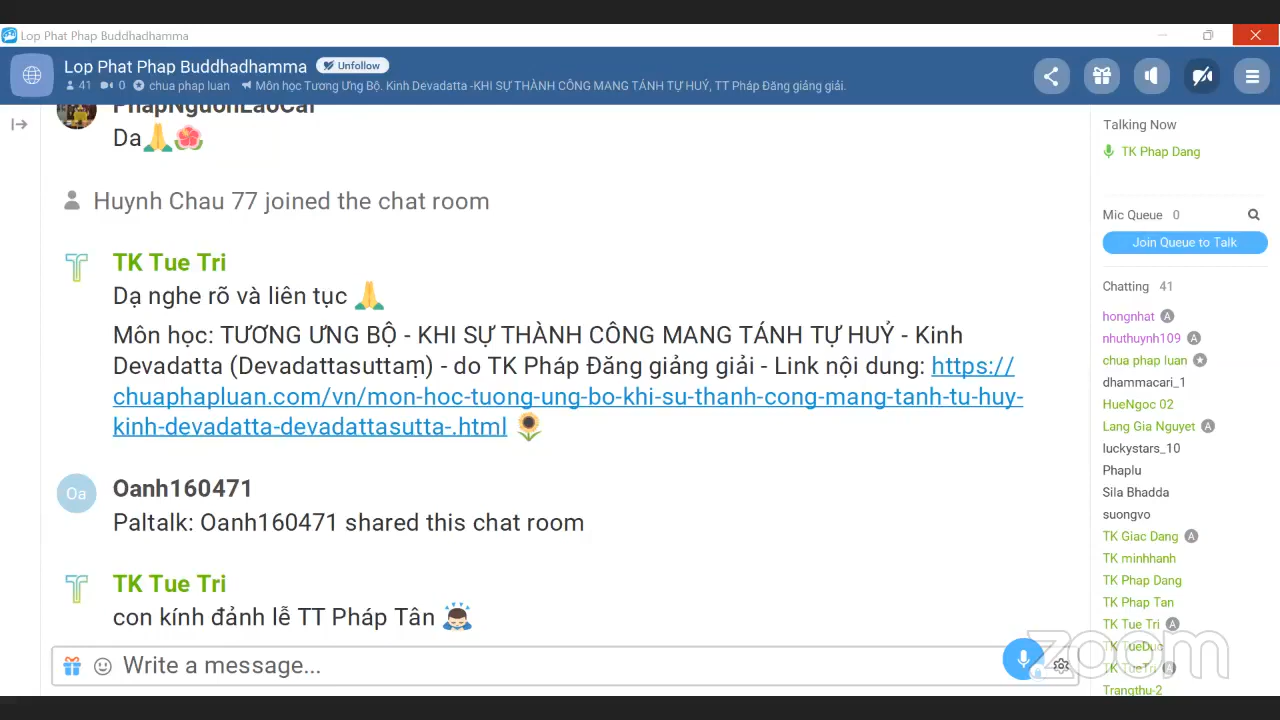 Lop Phat Phap Buddhadhamma
Lop Phat Phap Buddhadhamma Unfollow
41 0 chua phap luan Môn học Tương Ưng Bộ. Kinh Devadatta -KHI SỰ THÀNH CÔNG MANG TÁNH TỰ HUỶ, TT Pháp Đăng giảng giải.
PhapNguonLaoCai
Da
Huynh Chau 77 joined the chat room
TK Tue Tri
Dạ nghe rõ và liên tục
Môn học: TƯƠNG ƯNG BỘ - KHI SỰ THÀNH CÔNG MANG TÁNH TỰ HUỶ - Kinh
Devadatta (Devadattasuttaṃ) - do TK Pháp Đăng giảng giải - Link nội dung: https://
chuaphapluan.com/vn/mon-hoc-tuong-ung-bo-khi-su-thanh-cong-mang-tanh-tu-huy-
kinh-devadatta-devadattasutta-.html
Oa
Oanh160471
Paltalk: Oanh160471 shared this chat room
TK Tue Tri
con kính đảnh lễ TT Pháp Tân
Write a message...
Talking Now
TK Phap Dang
Mic Queue 0
Join Queue to Talk
Chatting 41
hongnhat A
nhuthuynh109 A
chua phap luan
dhammacari_1
HueNgoc 02
Lang Gia Nguyet A
luckystars_10
Phaplu
Sila Bhadda
suongvo
TK Giac Dang A
TK minhhanh
TK Phap Dang
TK Phap Tan
TK Tue Tri A
TK TueDuc
TK TueTri A
Trangthu-2
zoom